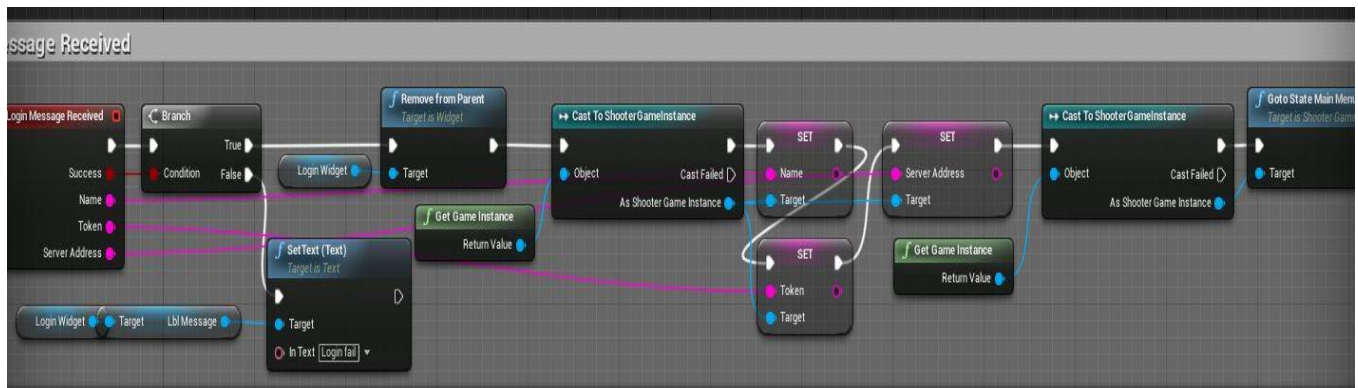 essage Received
Login Message Received
Success
Name
Token
Server Address
Branch
True
Condition
False
Remove from Parent
Target is Widget
Target
Login Widget
Get Game Instance
Return Value
SetText (Text)
Target is Text
Target
In Text Login fail
Login Widget
Target
Lbl Message
Cast To ShooterGameInstance
Object
Cast Failed
As Shooter Game Instance
SET
Name
Target
SET
Token
Target
SET
Server Address
Target
Get Game Instance
Return Value
Cast To ShooterGameInstance
Object
Cast Failed
As Shooter Game Instance
Goto State Main Menu
Target is Shooter Game
Target